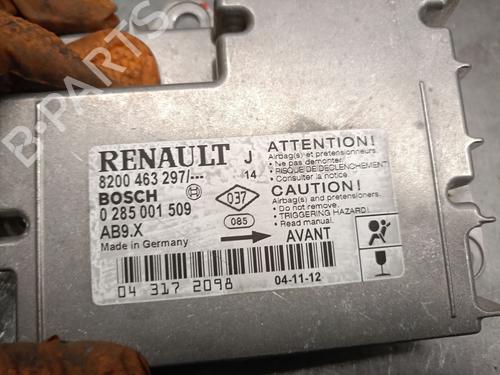 RENAULT J
8200 463 297/--- 14
BOSCH
0 285 001 509
AB9.X
Made in Germany
037
085
AVANT
ATTENTION!
Airbag(s) et pretensionneurs.
• Ne pas demonter.
• RISQUE DE DECLENCHEMENT
• Consulter la notice.
CAUTION!
Airbag(s) and pretensioners.
• Do not dismantle.
• TRIGGERING HAZARD!
• Read manual.
04 317 2098
04-11-12
B-PARTS